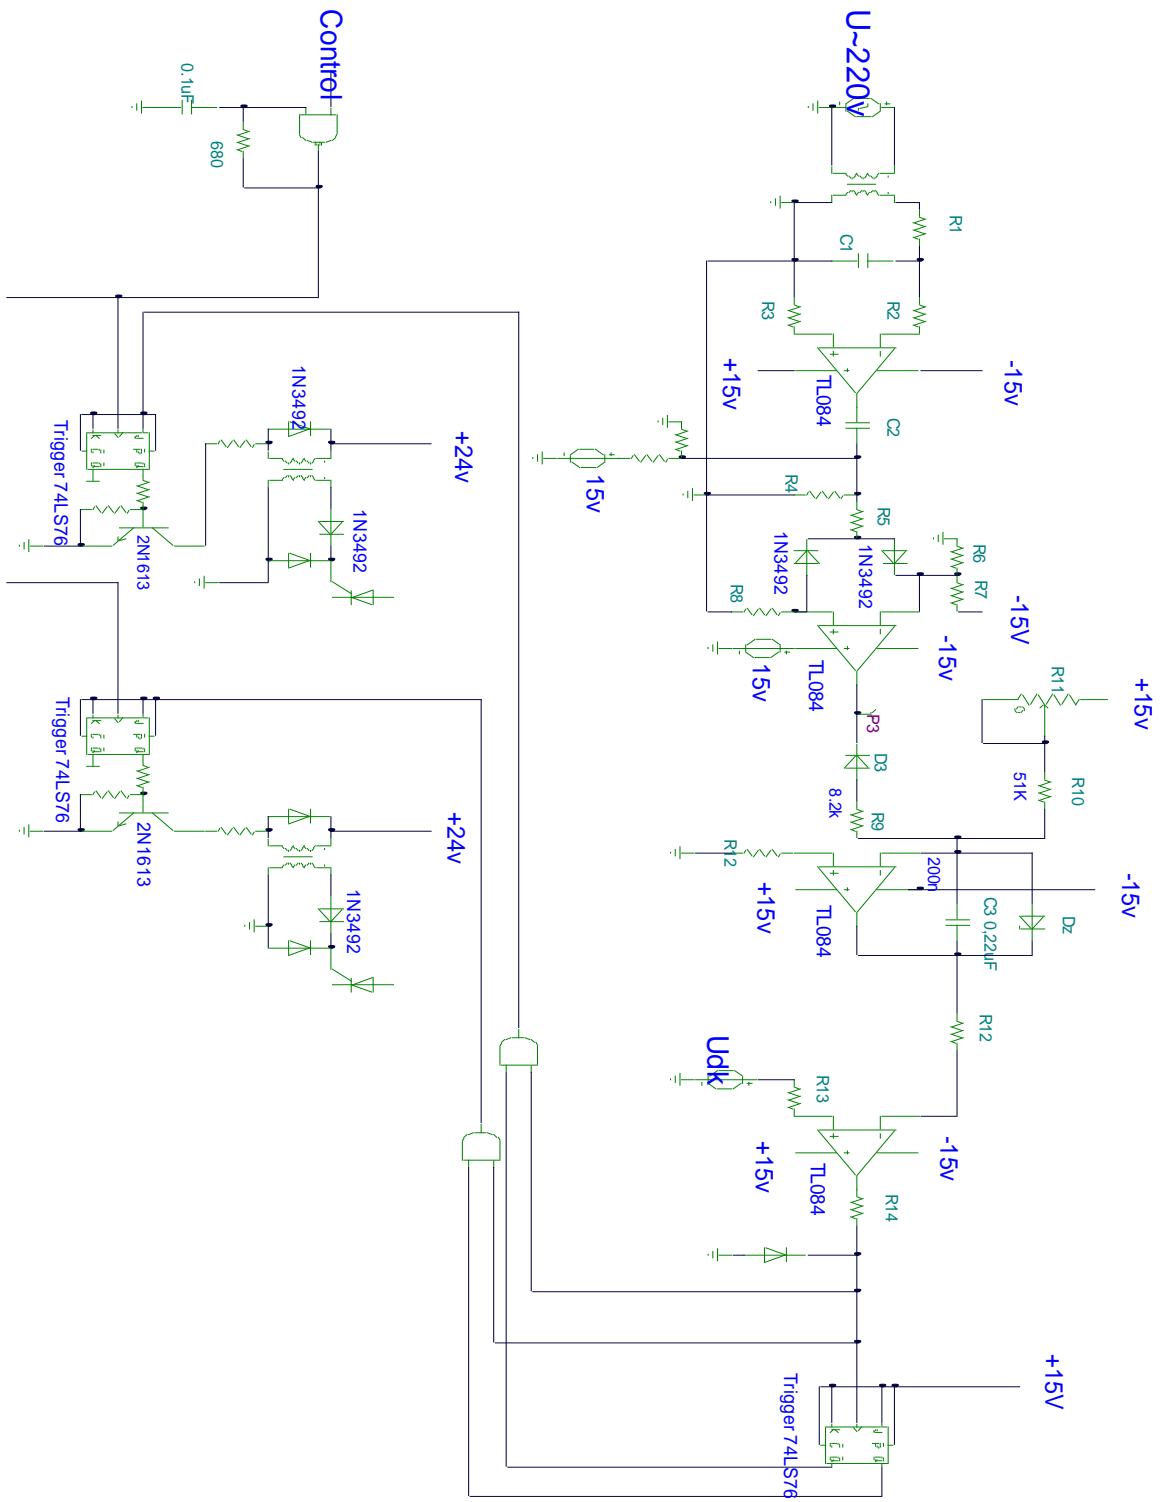 Control
0.1uF
680
U~220v
R1
C1
R3
R2
+15v
TL084
-15v
C2
15v
R4
R5
1N3492
1N3492
R6
R7
-15V
R8
15v
TL084
-15v
P3
D3
8.2k
R9
R11
+15v
51K
R10
R12
+15v
TL084
200n
C3 0,22uF
Dz
-15v
R12
Udk
R13
+15v
TL084
-15v
R14
+15V
Trigger 74LS76
J
K
C
P
Q
Q
1N3492
+24v
Trigger 74LS76
J
K
C
P
Q
Q
2N1613
1N3492
Trigger 74LS76
J
K
C
P
Q
Q
2N1613
+24v
1N3492